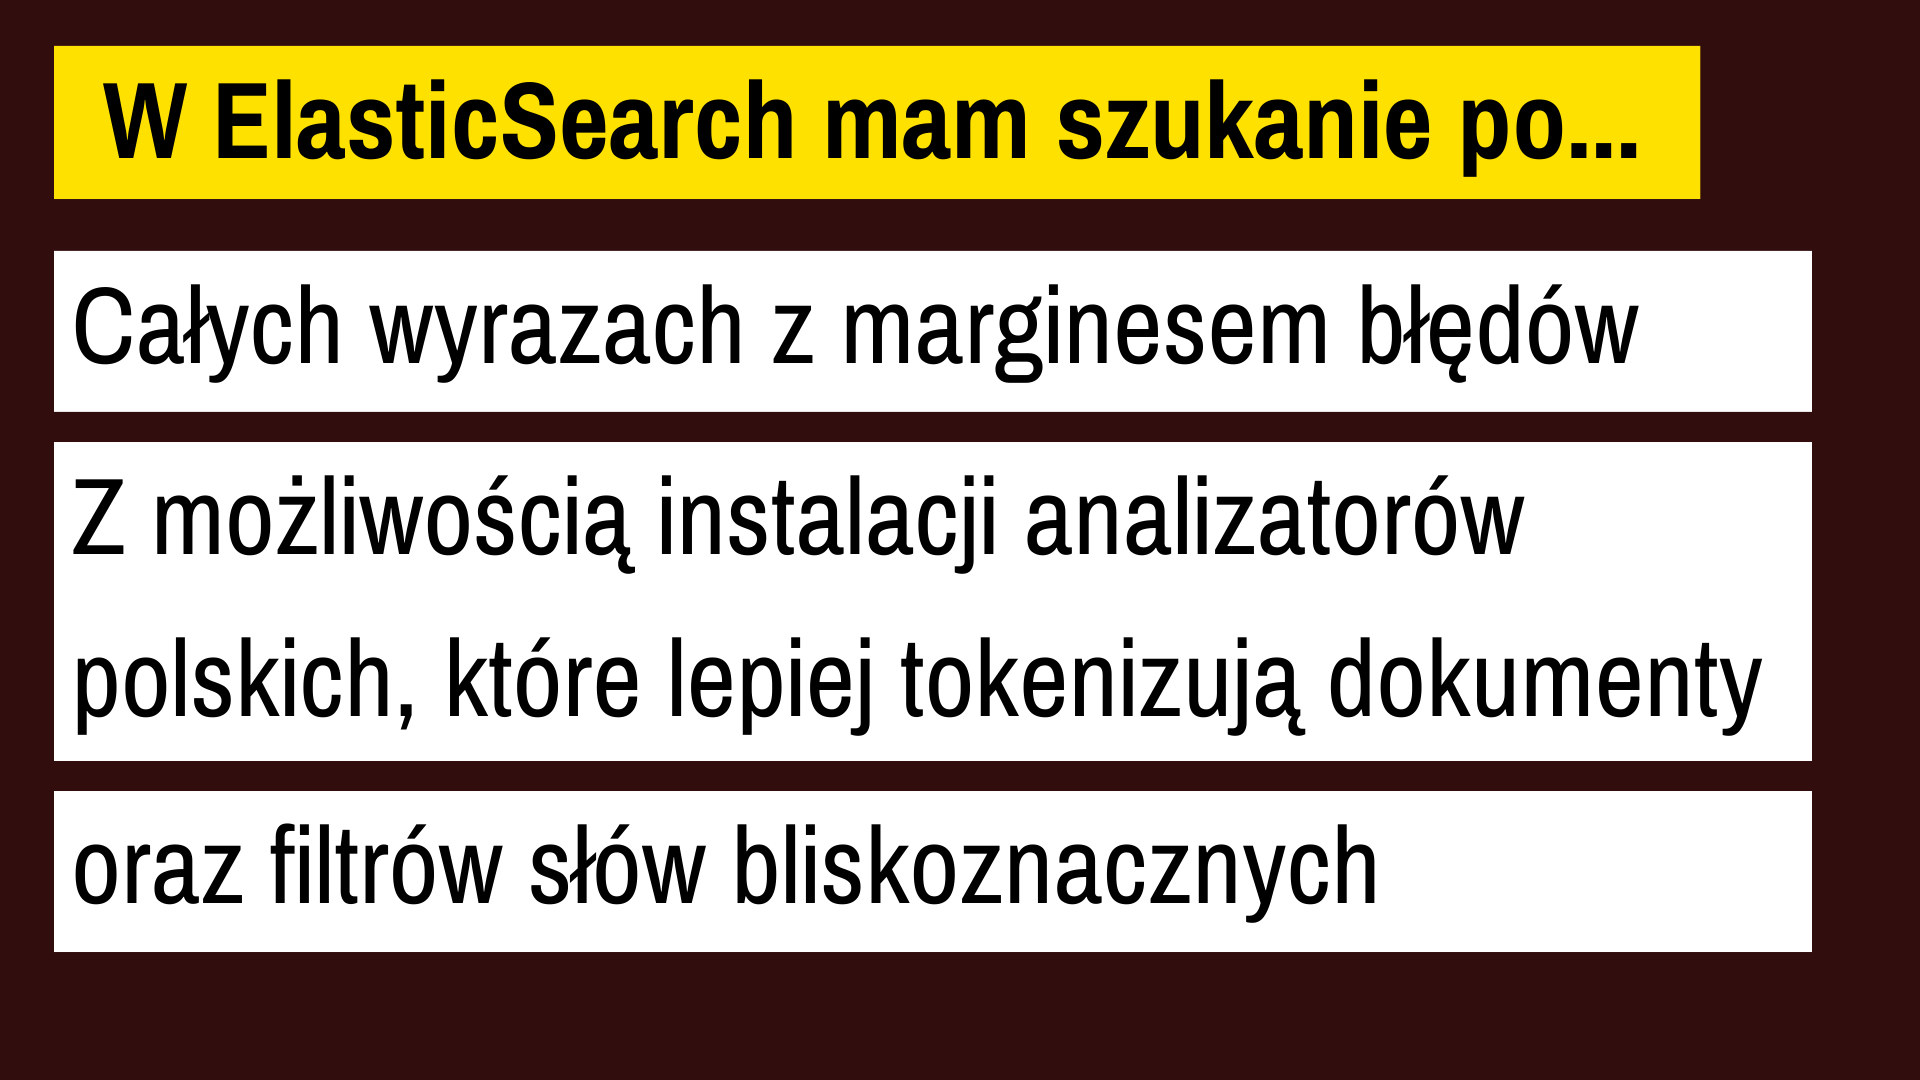 W ElasticSearch mam szukanie po...
Całych wyrazach z marginesem błędów
Z możliwością instalacji analizatorów
polskich, które lepiej tokenizują dokumenty
oraz filtrów słów bliskoznacznych